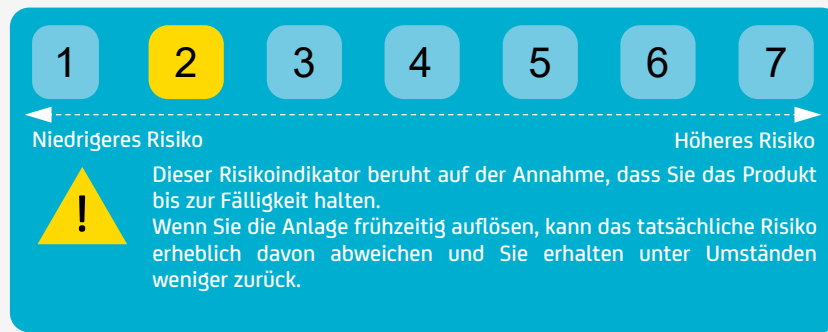 1 2 3 4 5 6 7
Niedrigeres Risiko Höheres Risiko
!
Dieser Risikoindikator beruht auf der Annahme, dass Sie das Produkt
bis zur Fälligkeit halten.
Wenn Sie die Anlage frühzeitig auflösen, kann das tatsächliche Risiko
erheblich davon abweichen und Sie erhalten unter Umständen
weniger zurück.